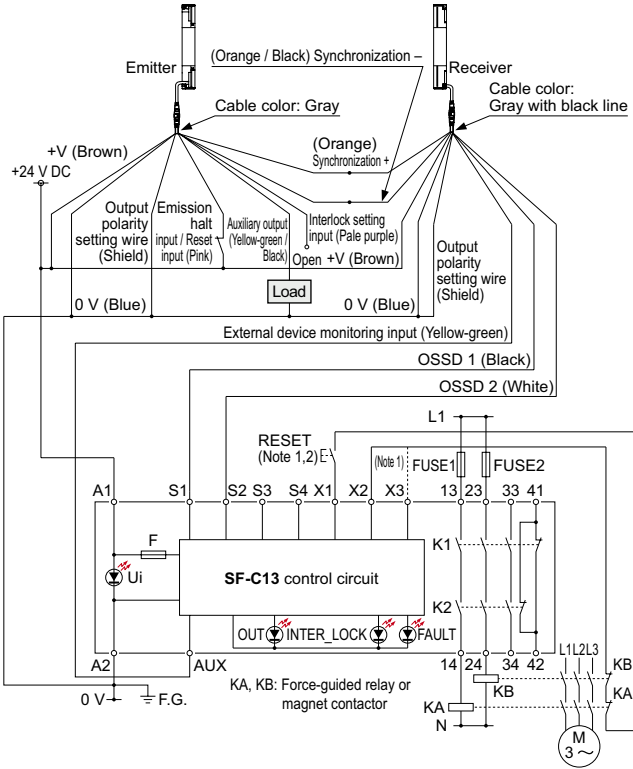 (Orange / Black) Synchronization –
Emitter
Receiver
Cable color: Gray
Cable color:
Gray with black line
+V (Brown)
+24 V DC
(Orange)
Synchronization +
Output
polarity
setting wire
(Shield)
Emission
halt
input / Reset
input (Pink)
Auxiliary output
(Yellow-green /
Black)
Interlock setting
input (Pale purple)
Open
+V (Brown)
Output
polarity
setting wire
(Shield)
Load
0 V (Blue)
0 V (Blue)
External device monitoring input (Yellow-green)
OSSD 1 (Black)
OSSD 2 (White)
L1
RESET
(Note 1,2)
(Note 1)
FUSE1
FUSE2
A1
S1
S2
S3
S4
X1
X2
X3
13
23
33
41
F
Ui
SF-C13 control circuit
K1
K2
OUT
INTER_LOCK
FAULT
A2
AUX
14
24
34
42
L1
L2
L3
KA, KB: Force-guided relay or
magnet contactor
KB
KB
KA
KA
0 V
F.G.
N
M
3 ~